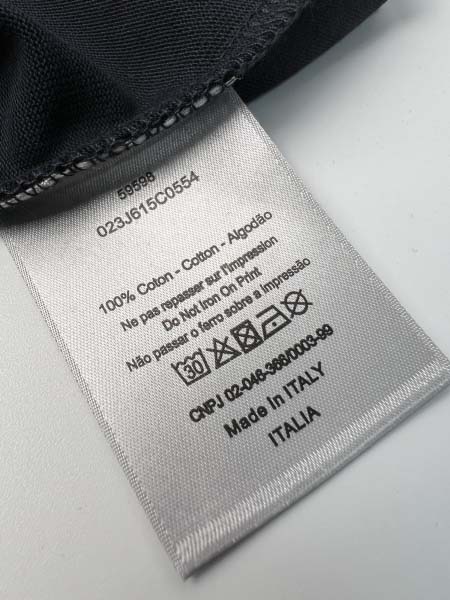 59598
023J615C0554
100% Coton - Cotton - Algodão
Ne pas repasser sur l'impression
Do Not Iron On Print
Não passar o ferro sobre a impressão
30
CNPJ 02-046-368/0003-99
Made In ITALY
ITALIA